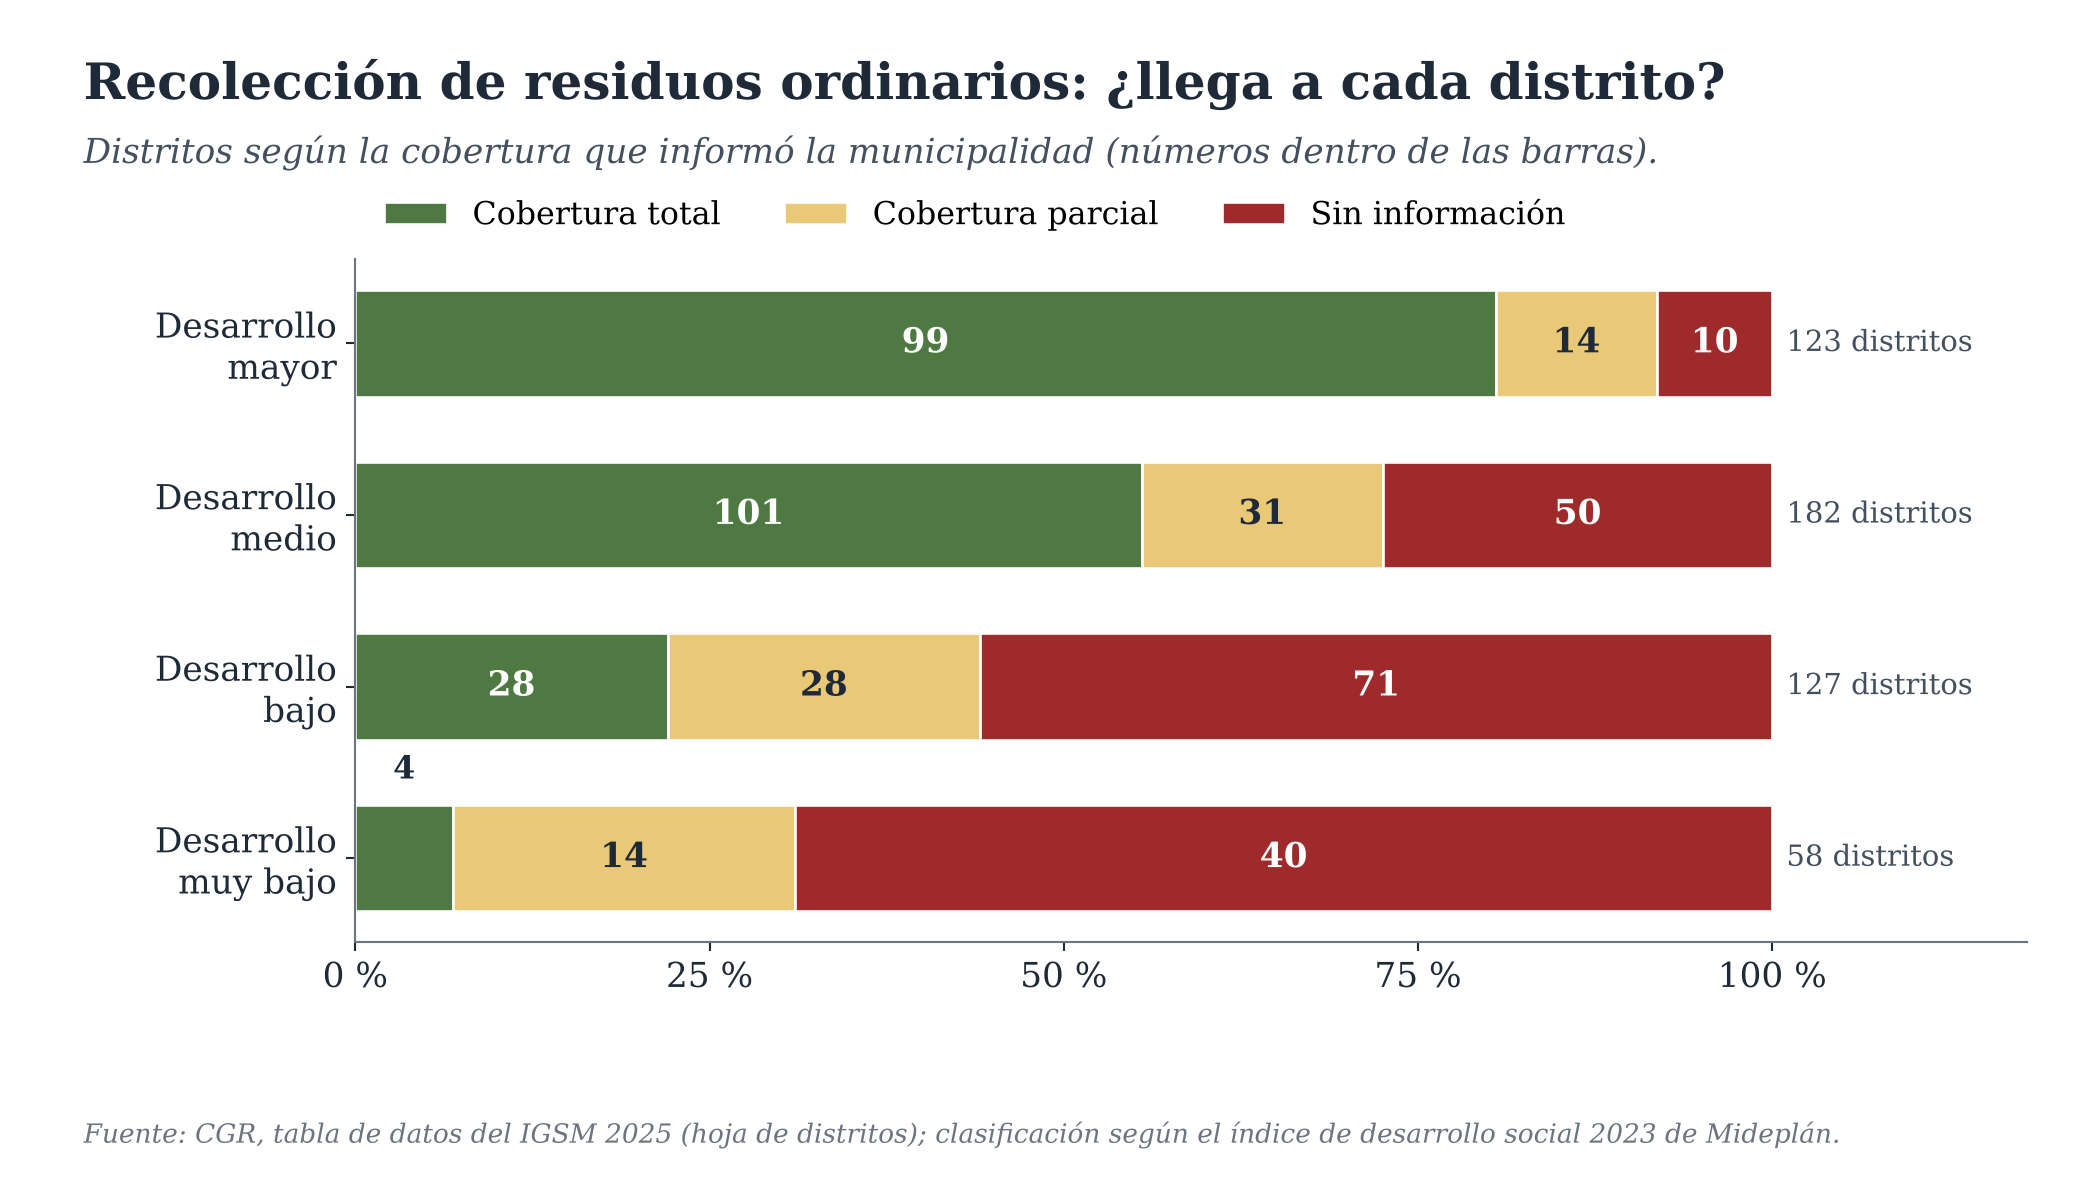 Recolección de residuos ordinarios: ¿llega a cada distrito?
Distritos según la cobertura que informó la municipalidad (números dentro de las barras).
Cobertura total
Cobertura parcial
Sin información
Desarrollo
mayor
99
14
10
123 distritos
Desarrollo
medio
101
31
50
182 distritos
Desarrollo
bajo
28
28
71
127 distritos
4
Desarrollo
muy bajo
14
40
58 distritos
0 %
25 %
50 %
75 %
100 %
Fuente: CGR, tabla de datos del IGSM 2025 (hoja de distritos); clasificación según el índice de desarrollo social 2023 de Mideplán.